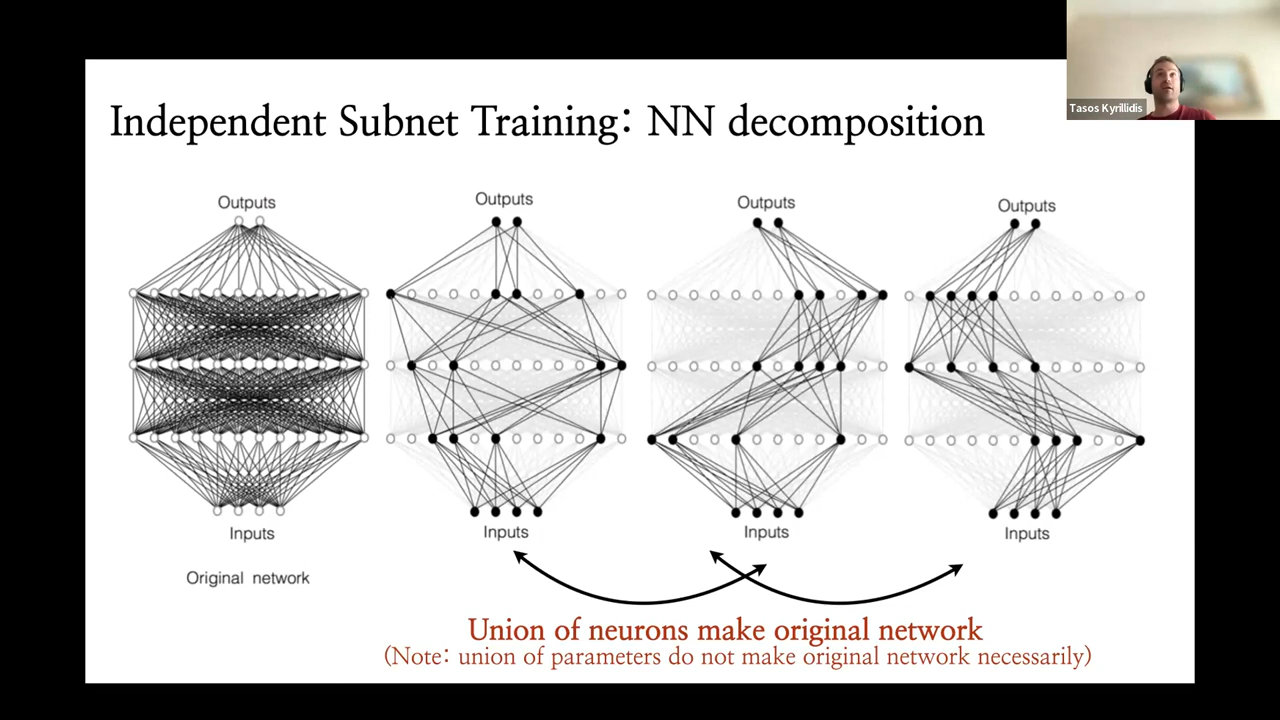 Tasos Kyrillidis
Independent Subnet Training: NN decomposition
Outputs
Outputs
Outputs
Outputs
Inputs
Inputs
Inputs
Inputs
Original network
Union of neurons make original network
(Note: union of parameters do not make original network necessarily)